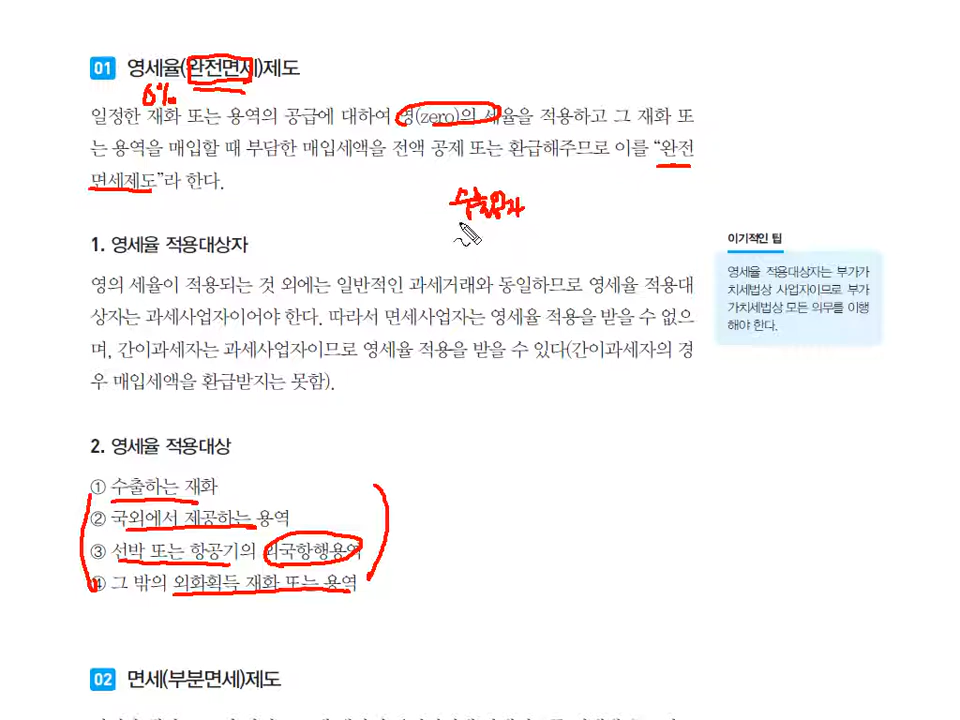 01 영세율(완전면세)제도
0%
일정한 재화 또는 용역의 공급에 대하여 영(zero)의 세율을 적용하고 그 재화 또
는 용역을 매입할 때 부담한 매입세액을 전액 공제 또는 환급해주므로 이를 “완전
면세제도”라 한다.
수출업자
1. 영세율 적용대상자
영의 세율이 적용되는 것 외에는 일반적인 과세거래와 동일하므로 영세율 적용대
상자는 과세사업자이어야 한다. 따라서 면세사업자는 영세율 적용을 받을 수 없으
며, 간이과세자는 과세사업자이므로 영세율 적용을 받을 수 있다(간이과세자의 경
우 매입세액을 환급받지는 못함).
이기적인 팁
영세율 적용대상자는 부가가
치세법상 사업자이므로 부가
가치세법상 모든 의무를 이행
해야 한다.
2. 영세율 적용대상
① 수출하는 재화
② 국외에서 제공하는 용역
③ 선박 또는 항공기의 외국항행용역
④ 그 밖의 외화획득 재화 또는 용역
02 면세(부분면세)제도